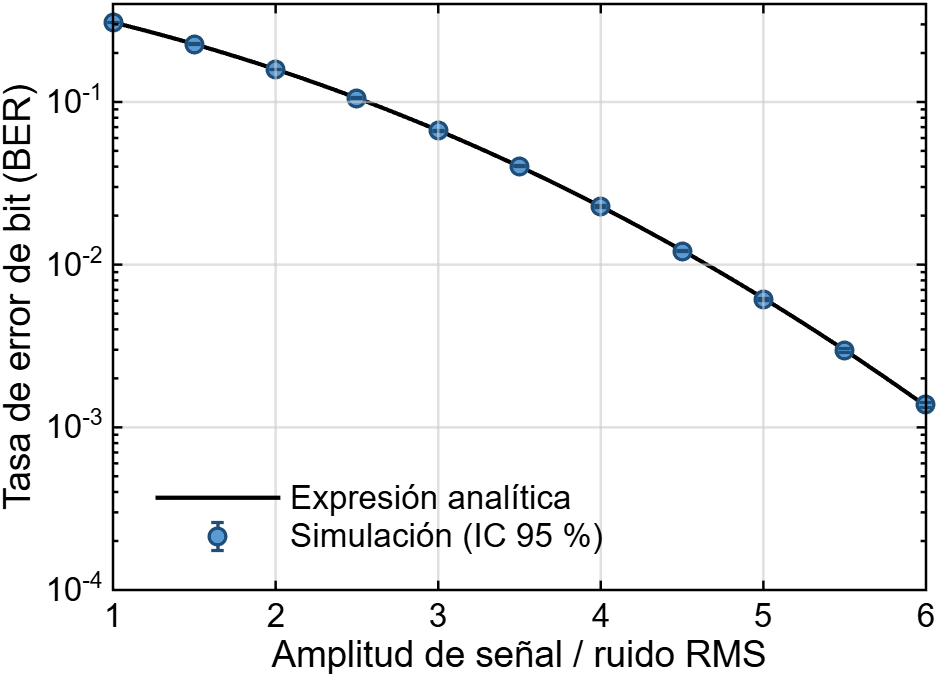 Tasa de error de bit (BER)
10-1
10-2
10-3
10-4
Expresión analítica
Simulación (IC 95 %)
1 2 3 4 5 6
Amplitud de señal / ruido RMS